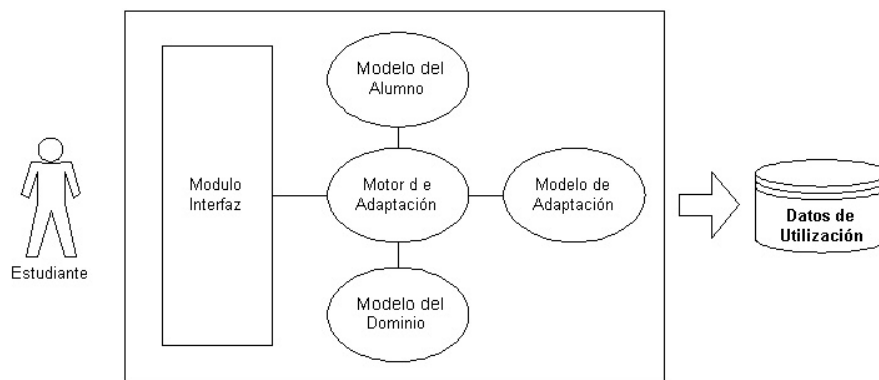 Modelo del
Alumno
Modulo
Interfaz
Motor d e
Adaptación
Modelo de
Adaptación
Modelo del
Dominio
Estudiante
Datos de
Utilización